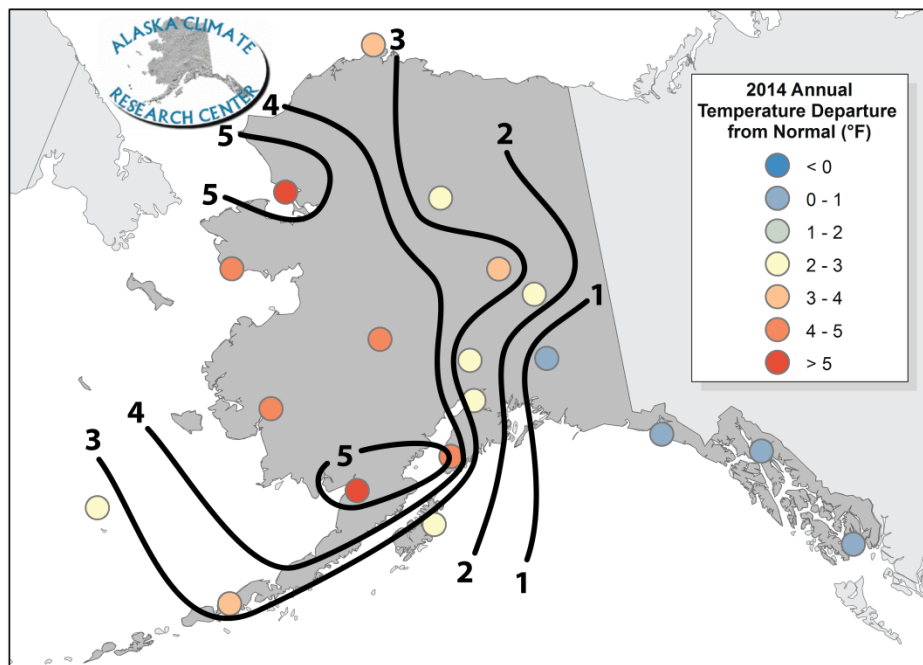 ALASKA CLIMATE
RESEARCH CENTER
3
4
5
2
5
1
2014 Annual
Temperature Departure
from Normal (°F)
< 0
0 - 1
1 - 2
2 - 3
3 - 4
4 - 5
> 5
4
3
5
2
1